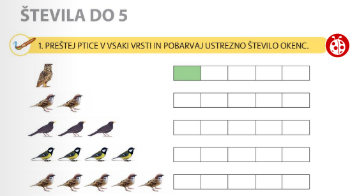 ŠTEVILA DO 5
1. PREŠTEJ PTICE V VSAKI VRSTI IN POBARVAJ USTREZNO ŠTEVILO OKENC.